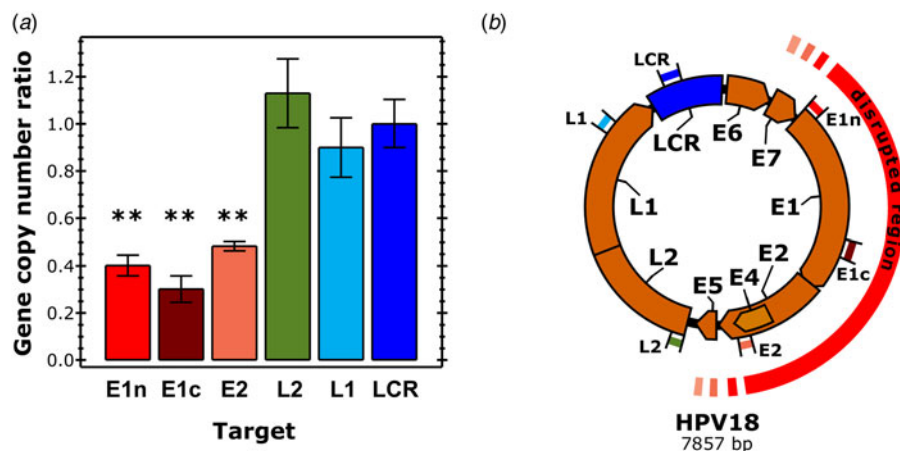 (a)
Gene copy number ratio
1.2
1.0
0.8
0.6
0.4
0.2
0.0
** ** **
E1n E1c E2 L2 L1 LCR
Target
(b)
disrupted region
LCR
L1
E1n
LCR
E6
E7
L1
E1
L2
E5
E4
E2
E1c
L2
E2
HPV18
7857 bp